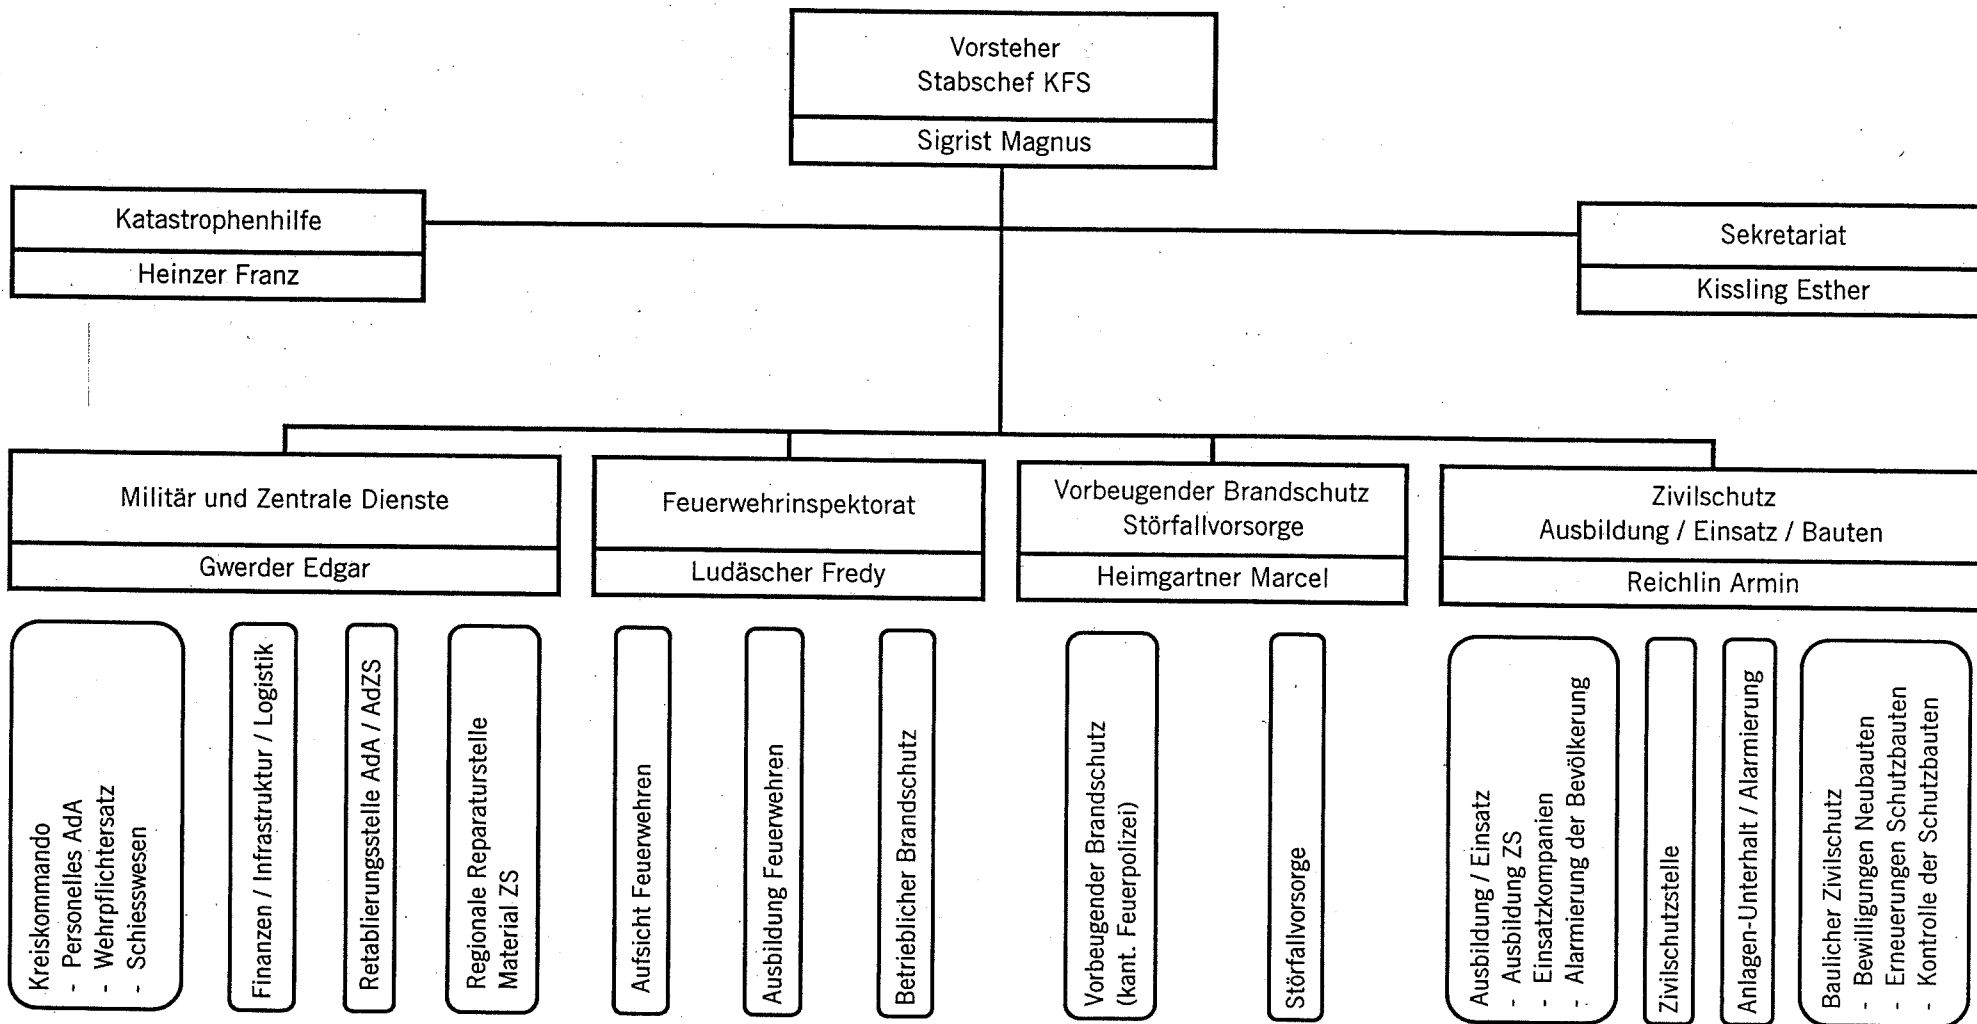 Vorsteher
Stabschef KFS
Sigrist Magnus
Katastrophenhilfe
Heinzer Franz
Sekretariat
Kissling Esther
Militär und Zentrale Dienste
Gwerder Edgar
Feuerwehrinspektorat
Ludäscher Fredy
Vorbeugender Brandschutz
Störfallvorsorge
Heimgartner Marcel
Zivilschutz
Ausbildung / Einsatz / Bauten
Reichlin Armin
Kreiskommando
- Personelles AdA
- Wehrpflichtersatz
- Schiesswesen
Finanzen / Infrastruktur / Logistik
Retablierungsstelle AdA / AdZS
Regionale Reparaturstelle
Material ZS
Aufsicht Feuerwehren
Ausbildung Feuerwehren
Betrieblicher Brandschutz
Vorbeugender Brandschutz
(kant. Feuerpolizei)
Störfallvorsorge
Ausbildung / Einsatz
- Ausbildung ZS
- Einsatzkompanien
- Alarmierung der Bevölkerung
Zivilschutzstelle
Anlagen-Unterhalt / Alarmierung
Baulicher Zivilschutz
- Bewilligungen Neubauten
- Erneuerungen Schutzbauten
- Kontrolle der Schutzbauten